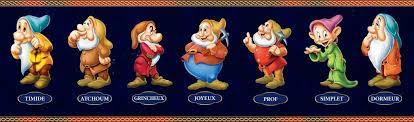 TIMIDE
ATCHOUM
GRINCHEUX
JOYEUX
PROF
SIMPLET
DORMEUR